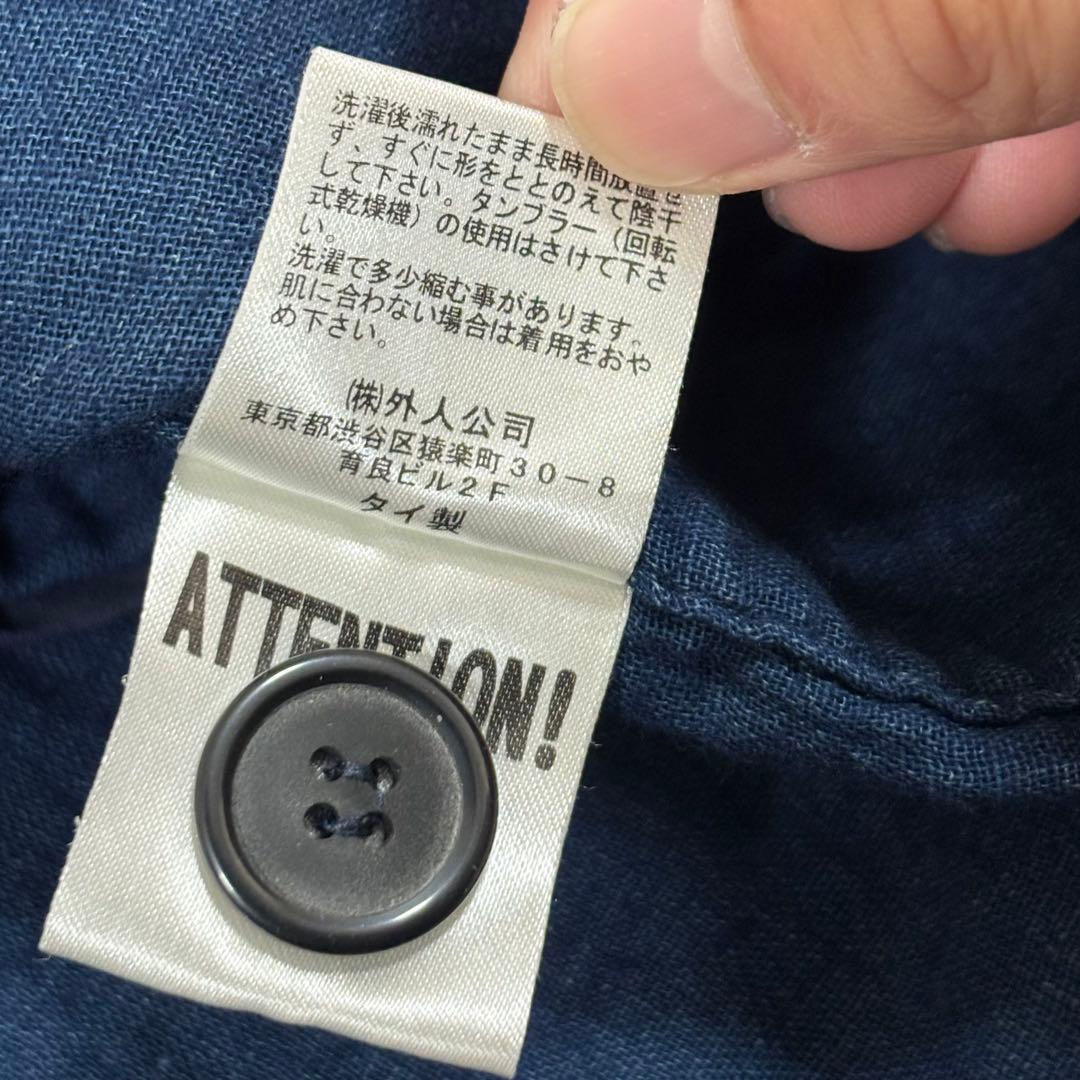 洗濯後濡れたまま長時間放置せ
ず、すぐに形をととのえて陰干
して下さい。タンブラー（回転
式乾燥機）の使用はさけて下さ
い。
洗濯で多少縮む事があります。
肌に合わない場合は着用をおや
め下さい。
㈱外人公司
東京都渋谷区猿楽町３０－８
育良ビル２Ｆ
タイ製
ATTENTION!